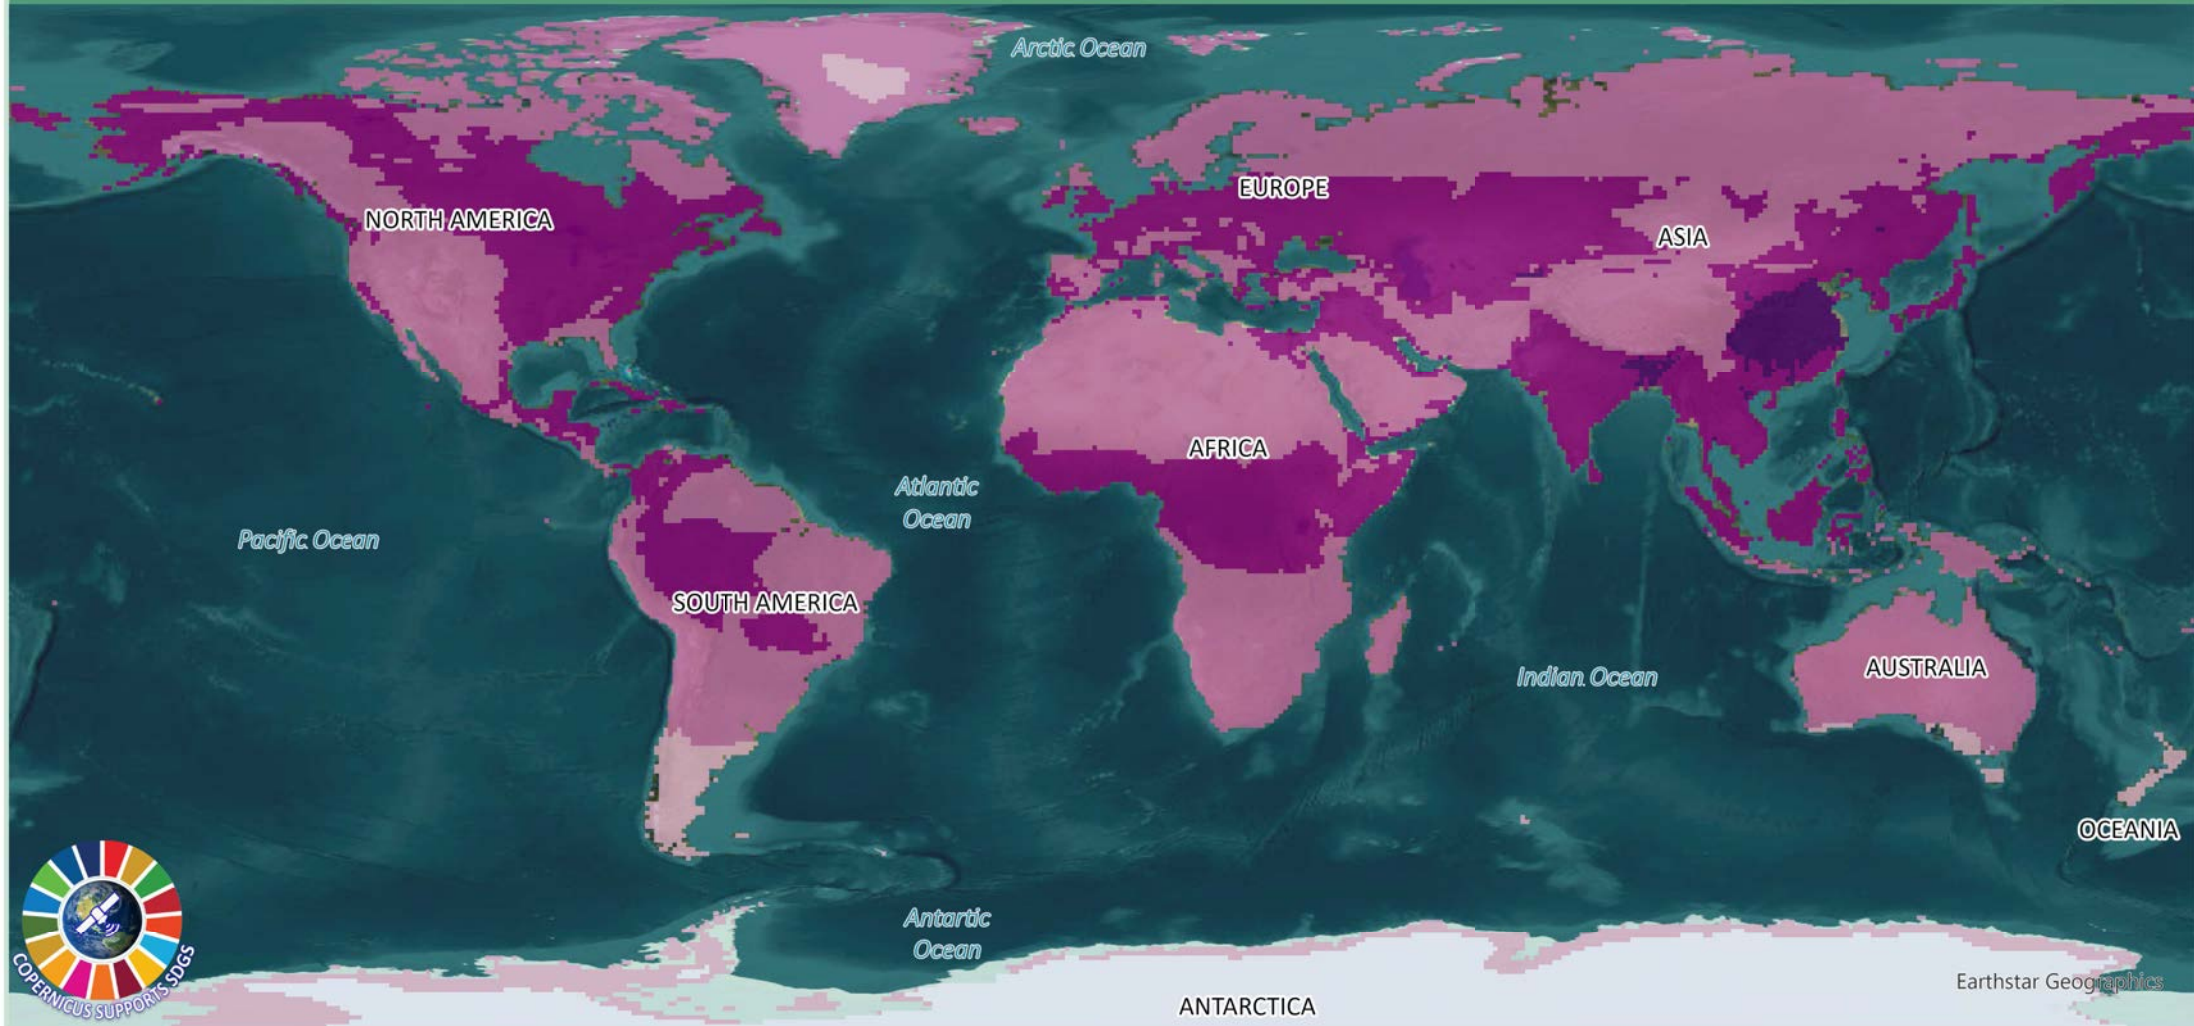 Arctic Ocean
EUROPE
NORTH AMERICA
ASIA
AFRICA
Atlantic
Ocean
Pacific Ocean
SOUTH AMERICA
Indian Ocean
AUSTRALIA
OCEANIA
Antartic
Ocean
COPERNICUS SUPPORTS SDGS
Earthstar Geographics
ANTARCTICA